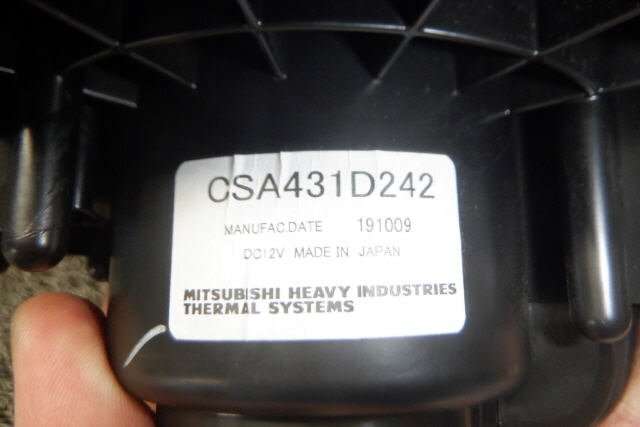 CSA431D242
MANUFAC.DATE 191009
DC12V MADE IN JAPAN
MITSUBISHI HEAVY INDUSTRIES
THERMAL SYSTEMS